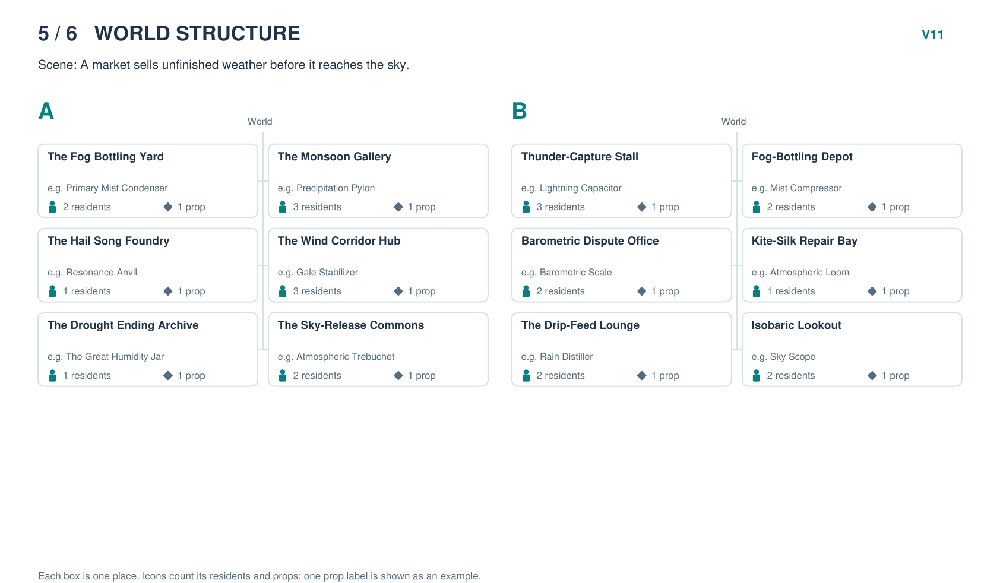 5 / 6 WORLD STRUCTURE
V11
Scene: A market sells unfinished weather before it reaches the sky.
A
World
The Fog Bottling Yard
e.g. Primary Mist Condenser
2 residents
1 prop
The Monsoon Gallery
e.g. Precipitation Pylon
3 residents
1 prop
The Hail Song Foundry
e.g. Resonance Anvil
1 residents
1 prop
The Wind Corridor Hub
e.g. Gale Stabilizer
3 residents
1 prop
The Drought Ending Archive
e.g. The Great Humidity Jar
1 residents
1 prop
The Sky-Release Commons
e.g. Atmospheric Trebuchet
2 residents
1 prop
B
World
Thunder-Capture Stall
e.g. Lightning Capacitor
3 residents
1 prop
Fog-Bottling Depot
e.g. Mist Compressor
2 residents
1 prop
Barometric Dispute Office
e.g. Barometric Scale
2 residents
1 prop
Kite-Silk Repair Bay
e.g. Atmospheric Loom
1 residents
1 prop
The Drip-Feed Lounge
e.g. Rain Distiller
2 residents
1 prop
Isobaric Lookout
e.g. Sky Scope
2 residents
1 prop
Each box is one place. Icons count its residents and props; one prop label is shown as an example.